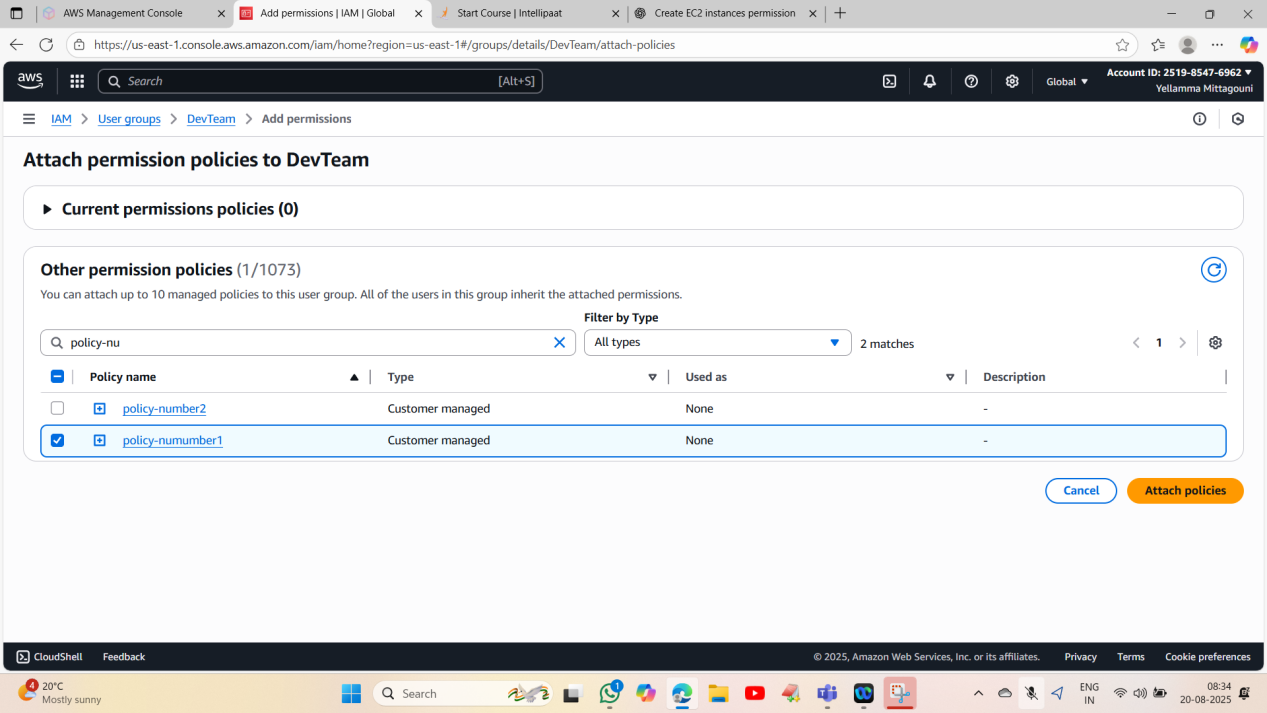 AWS Management Console
Add permissions | IAM | Global
Start Course | Intellipaat
Create EC2 instances permission
https://us-east-1.console.aws.amazon.com/iam/home?region=us-east-1#/groups/details/DevTeam/attach-policies
aws
Search [Alt+S]
Global
Account ID: 2519-8547-6962
Yellamma Mittagouni
IAM > User groups > DevTeam > Add permissions
Attach permission policies to DevTeam
Current permissions policies (0)
Other permission policies (1/1073)
You can attach up to 10 managed policies to this user group. All of the users in this group inherit the attached permissions.
Filter by Type
policy-nu
All types
2 matches
1
Policy name Type Used as Description
policy-number2 Customer managed None -
policy-numumber1 Customer managed None -
Cancel
Attach policies
CloudShell Feedback
© 2025, Amazon Web Services, Inc. or its affiliates. Privacy Terms Cookie preferences
4
20°C
Mostly sunny
Search
1
ENG
IN
08:34
20-08-2025